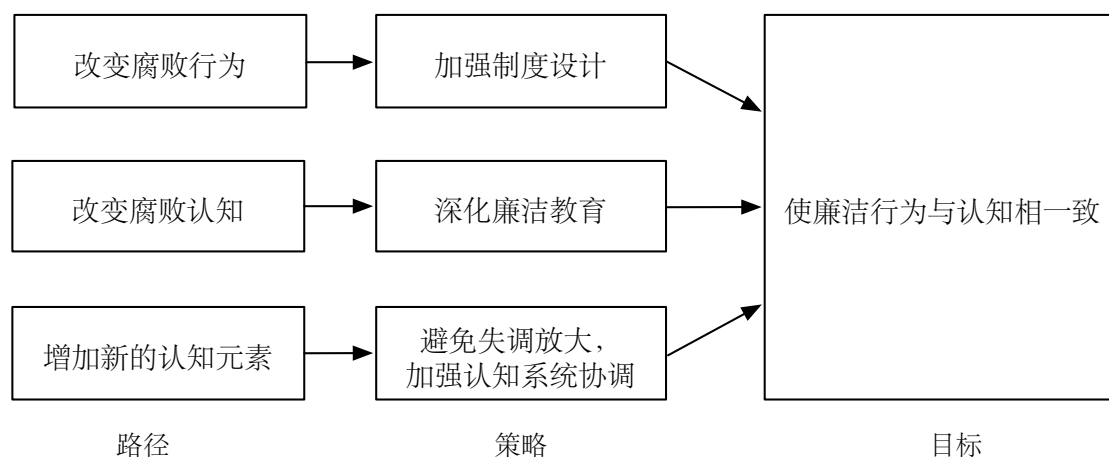 改变腐败行为
加强制度设计
改变腐败认知
深化廉洁教育
使廉洁行为与认知相一致
增加新的认知元素
避免失调放大，
加强认知系统协调
路径
策略
目标